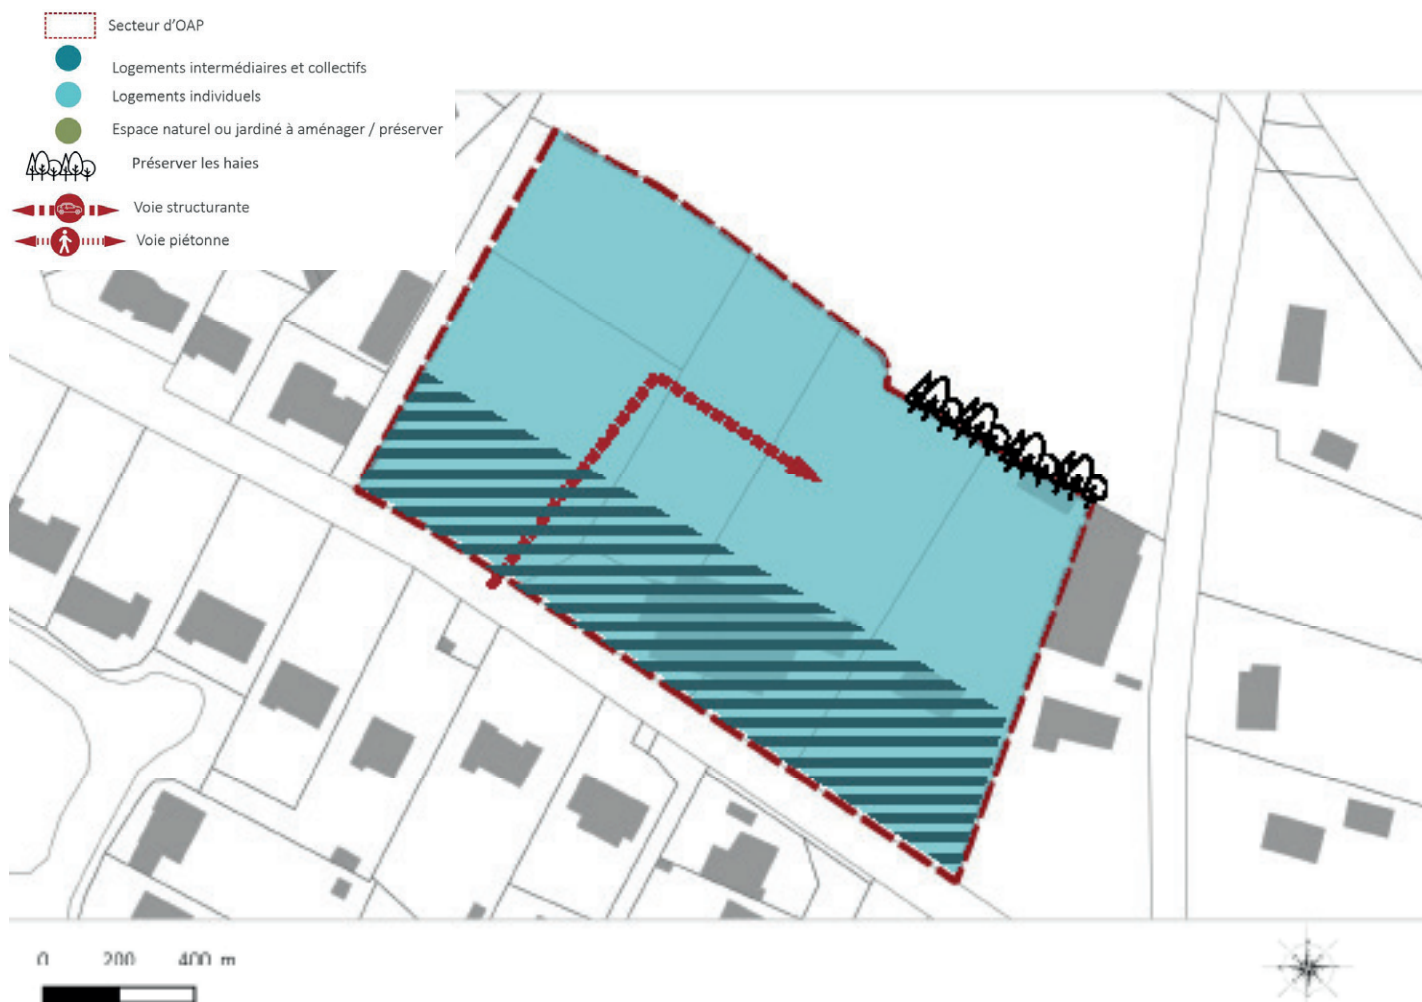 Secteur d'OAP
Logements intermédiaires et collectifs
Logements individuels
Espace naturel ou jardiné à aménager / préserver
Préserver les haies
Voie structurante
Voie piétonne
0 200 400 m